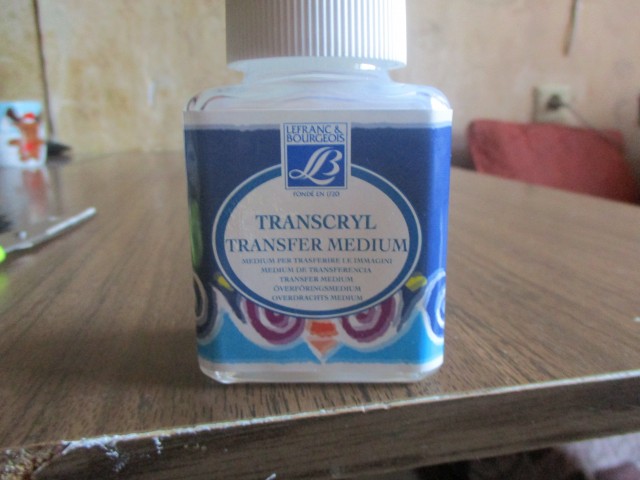 LEFRANC &
BOURGEOIS
LB
FONDÉ EN 1720
TRANSCRYL
TRANSFER MEDIUM
MEDIUM PER TRASFERIRE LE IMMAGINI
MEDIUM DE TRANSFERENCIA
TRANSFER MEDIUM
ÖVERFÖRINGSMEDIUM
OVERDRACHTS MEDIUM